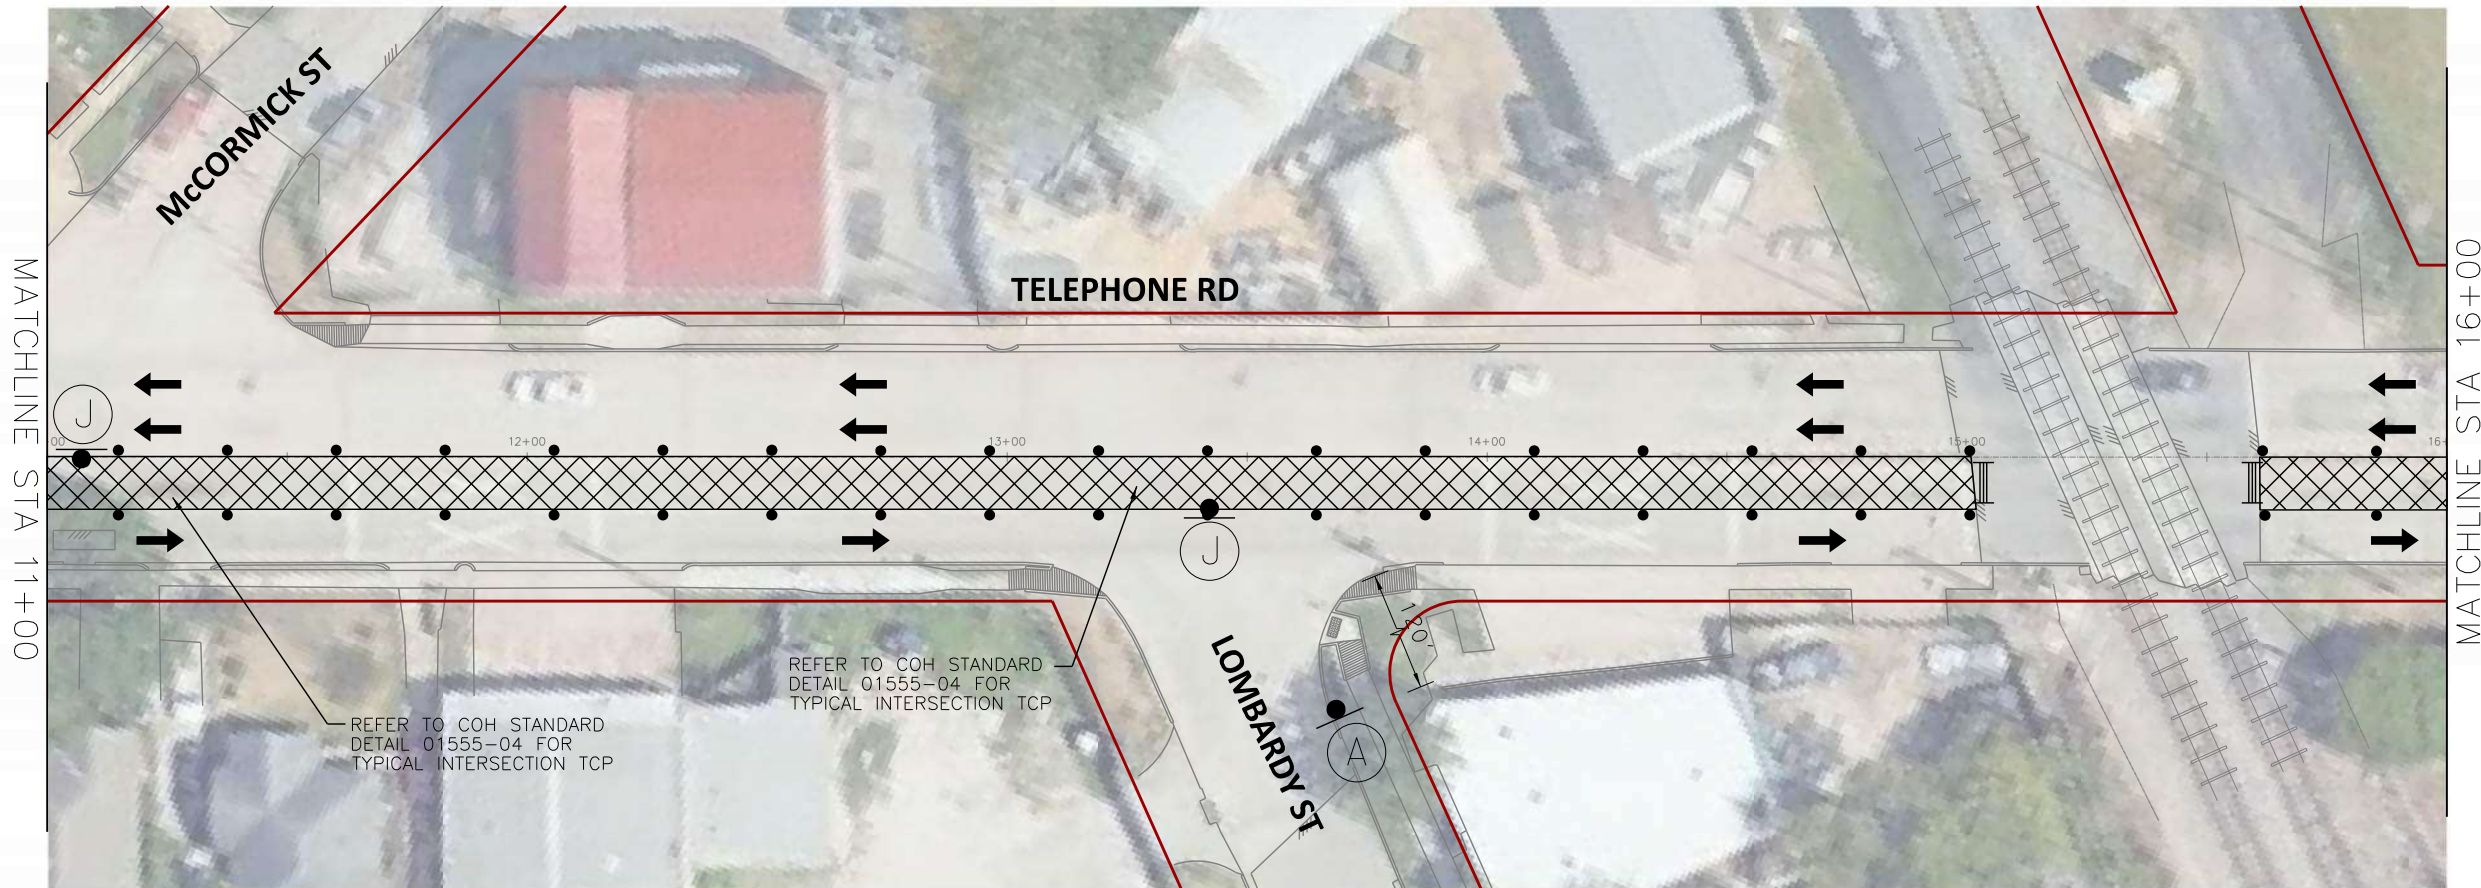 McCORMICK ST
TELEPHONE RD
MATCHLINE STA 11+00
MATCHLINE STA 16+00
J
00
12+00
13+00
14+00
15+00
16+
J
120'
REFER TO COH STANDARD
DETAIL 01555-04 FOR
TYPICAL INTERSECTION TCP
REFER TO COH STANDARD
DETAIL 01555-04 FOR
TYPICAL INTERSECTION TCP
LOMBARDY ST
A